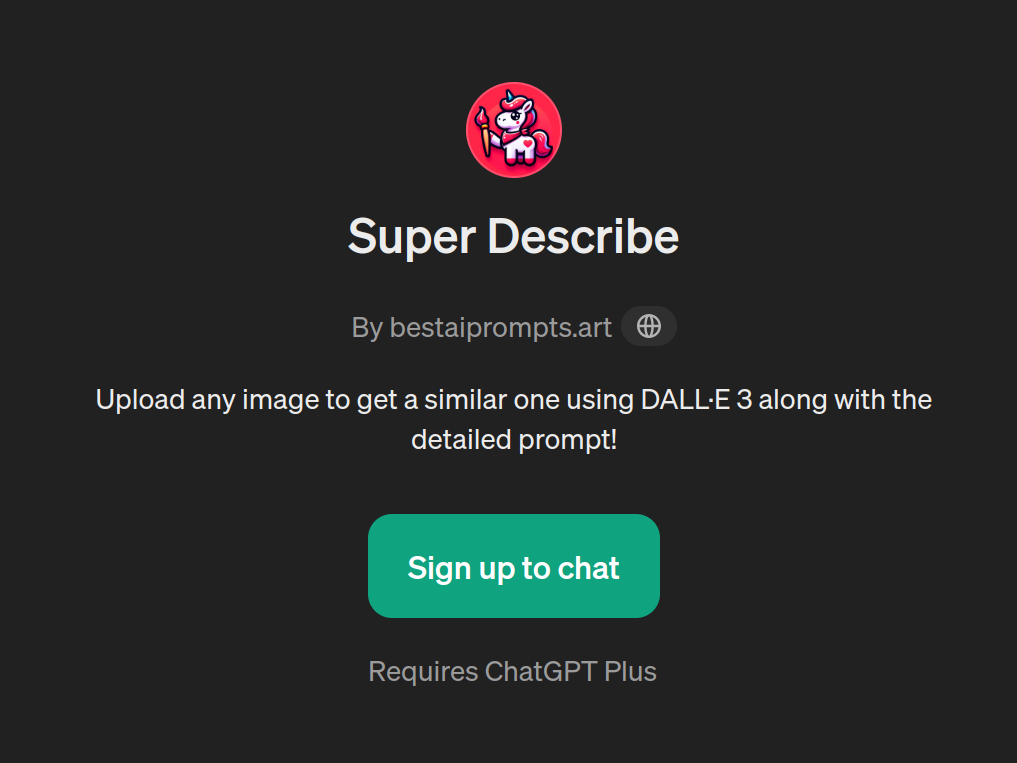 Super Describe
By bestaiprompts.art
Upload any image to get a similar one using DALL·E 3 along with the
detailed prompt!
Sign up to chat
Requires ChatGPT Plus